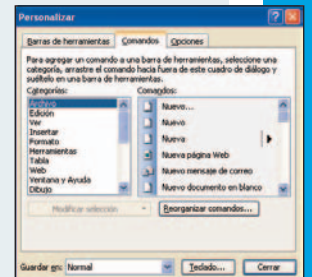 Personalizar
Barras de herramientas Comandos Opciones
Para agregar un comando a una barra de herramientas, seleccione una
categoría, arrastre el comando hacia fuera de este cuadro de diálogo y
suéltelo en una barra de herramientas.
Categorías: Comandos:
Archivo
Edición
Ver
Insertar
Formato
Herramientas
Tabla
Web
Ventana y Ayuda
Dibujo
Nuevo...
Nuevo
Nueva
Nueva página Web
Nuevo mensaje de correo
Nuevo documento en blanco
Modificar selección Reorganizar comandos...
Guardar en: Normal Teclado... Cerrar